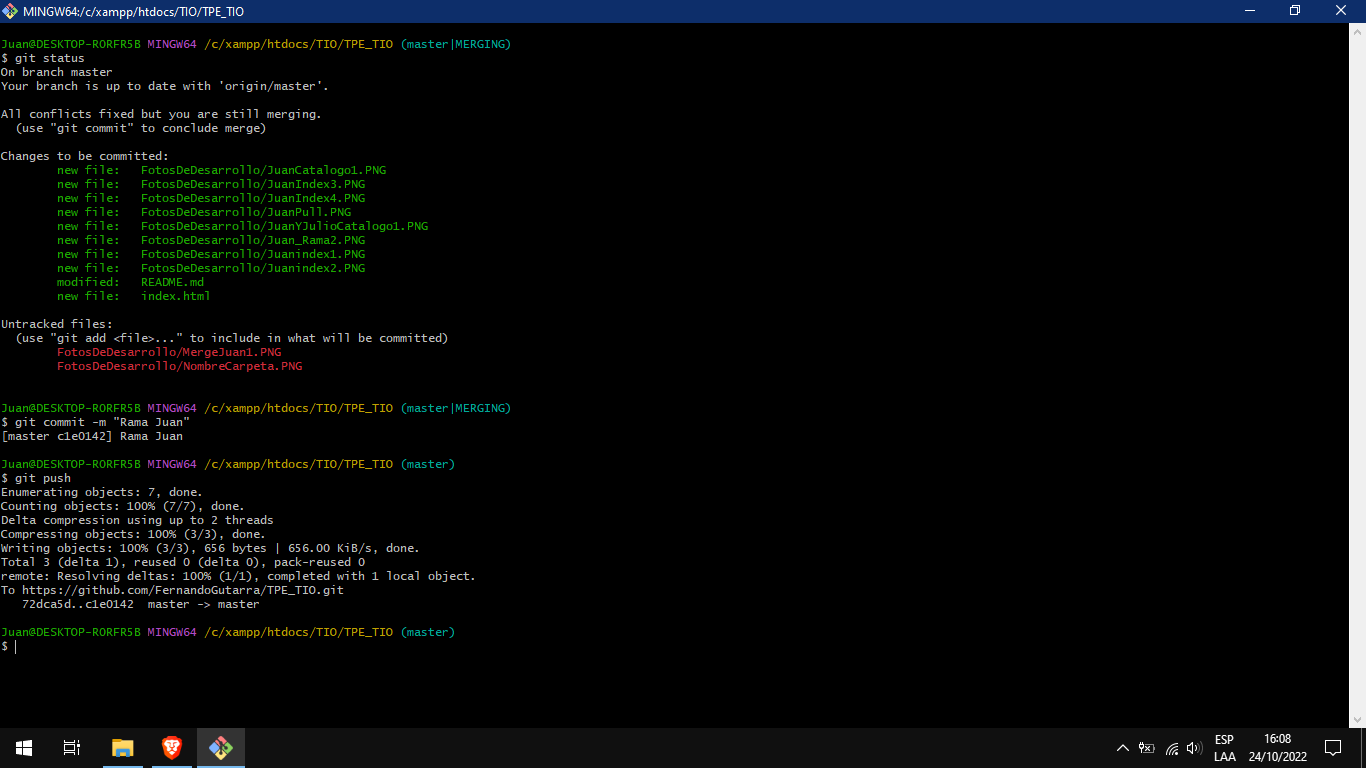 MINGW64:/c/xampp/htdocs/TIO/TPE_TIO
Juan@DESKTOP-RORFR5B MINGW64 /c/xampp/htdocs/TIO/TPE_TIO (master|MERGING)
$ git status
On branch master
Your branch is up to date with 'origin/master'.
All conflicts fixed but you are still merging.
  (use "git commit" to conclude merge)
Changes to be committed:
        new file:   FotosDeDesarrollo/JuanCatalogo1.PNG
        new file:   FotosDeDesarrollo/JuanIndex3.PNG
        new file:   FotosDeDesarrollo/JuanIndex4.PNG
        new file:   FotosDeDesarrollo/JuanPull.PNG
        new file:   FotosDeDesarrollo/JuanYJulioCatalogo1.PNG
        new file:   FotosDeDesarrollo/Juan_Rama2.PNG
        new file:   FotosDeDesarrollo/Juanindex1.PNG
        new file:   FotosDeDesarrollo/Juanindex2.PNG
        modified:   README.md
        new file:   index.html
Untracked files:
  (use "git add <file>..." to include in what will be committed)
        FotosDeDesarrollo/MergeJuan1.PNG
        FotosDeDesarrollo/NombreCarpeta.PNG
Juan@DESKTOP-RORFR5B MINGW64 /c/xampp/htdocs/TIO/TPE_TIO (master|MERGING)
$ git commit -m "Rama Juan"
[master c1e0142] Rama Juan
Juan@DESKTOP-RORFR5B MINGW64 /c/xampp/htdocs/TIO/TPE_TIO (master)
$ git push
Enumerating objects: 7, done.
Counting objects: 100% (7/7), done.
Delta compression using up to 2 threads
Compressing objects: 100% (3/3), done.
Writing objects: 100% (3/3), 656 bytes | 656.00 KiB/s, done.
Total 3 (delta 1), reused 0 (delta 0), pack-reused 0
remote: Resolving deltas: 100% (1/1), completed with 1 local object.
To https://github.com/FernandoGutarra/TPE_TIO.git
   72dca5d..c1e0142  master -> master
Juan@DESKTOP-RORFR5B MINGW64 /c/xampp/htdocs/TIO/TPE_TIO (master)
$
ESP
LAA
16:08
24/10/2022